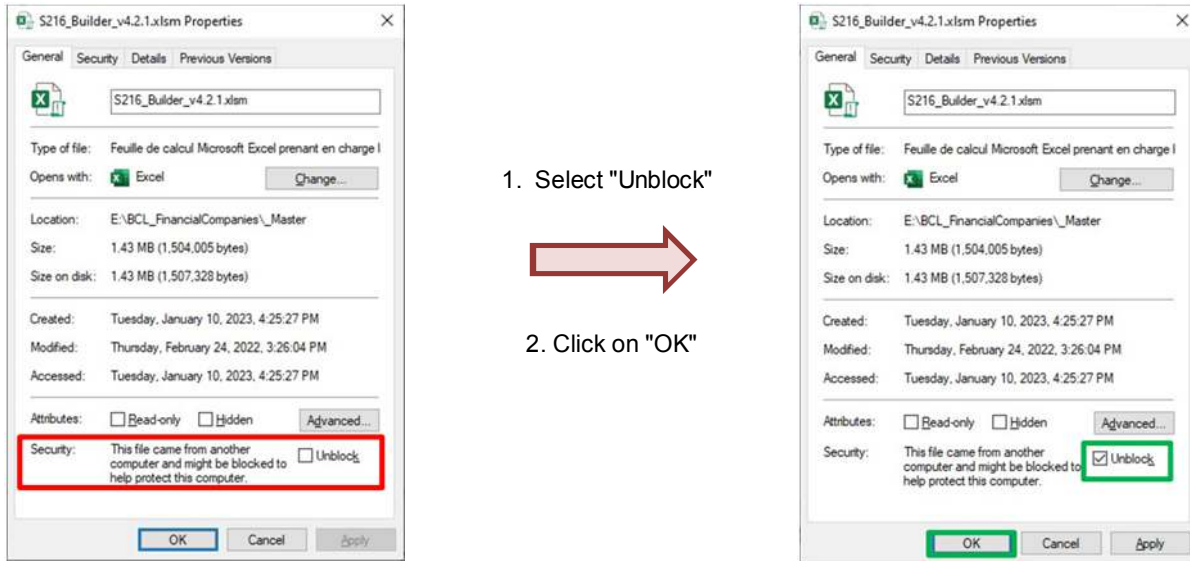 S216_Builder_v4.2.1.xlsm Properties
General Security Details Previous Versions
S216_Builder_v4.2.1.xlsm
Type of file: Feuille de calcul Microsoft Excel prenant en charge l
Opens with: Excel Change...
Location: E:\BCL_FinancialCompanies\_Master
Size: 1.43 MB (1,504,005 bytes)
Size on disk: 1.43 MB (1,507,328 bytes)
Created: Tuesday, January 10, 2023, 4:25:27 PM
Modified: Thursday, February 24, 2022, 3:26:04 PM
Accessed: Tuesday, January 10, 2023, 4:25:27 PM
Attributes: Read-only Hidden Advanced...
Security: This file came from another
computer and might be blocked to
help protect this computer.
Unblock
OK Cancel Apply
1. Select "Unblock"
2. Click on "OK"
S216_Builder_v4.2.1.xlsm Properties
General Security Details Previous Versions
S216_Builder_v4.2.1.xlsm
Type of file: Feuille de calcul Microsoft Excel prenant en charge l
Opens with: Excel Change...
Location: E:\BCL_FinancialCompanies\_Master
Size: 1.43 MB (1,504,005 bytes)
Size on disk: 1.43 MB (1,507,328 bytes)
Created: Tuesday, January 10, 2023, 4:25:27 PM
Modified: Thursday, February 24, 2022, 3:26:04 PM
Accessed: Tuesday, January 10, 2023, 4:25:27 PM
Attributes: Read-only Hidden Advanced...
Security: This file came from another
computer and might be blocked to
help protect this computer.
Unblock
OK Cancel Apply